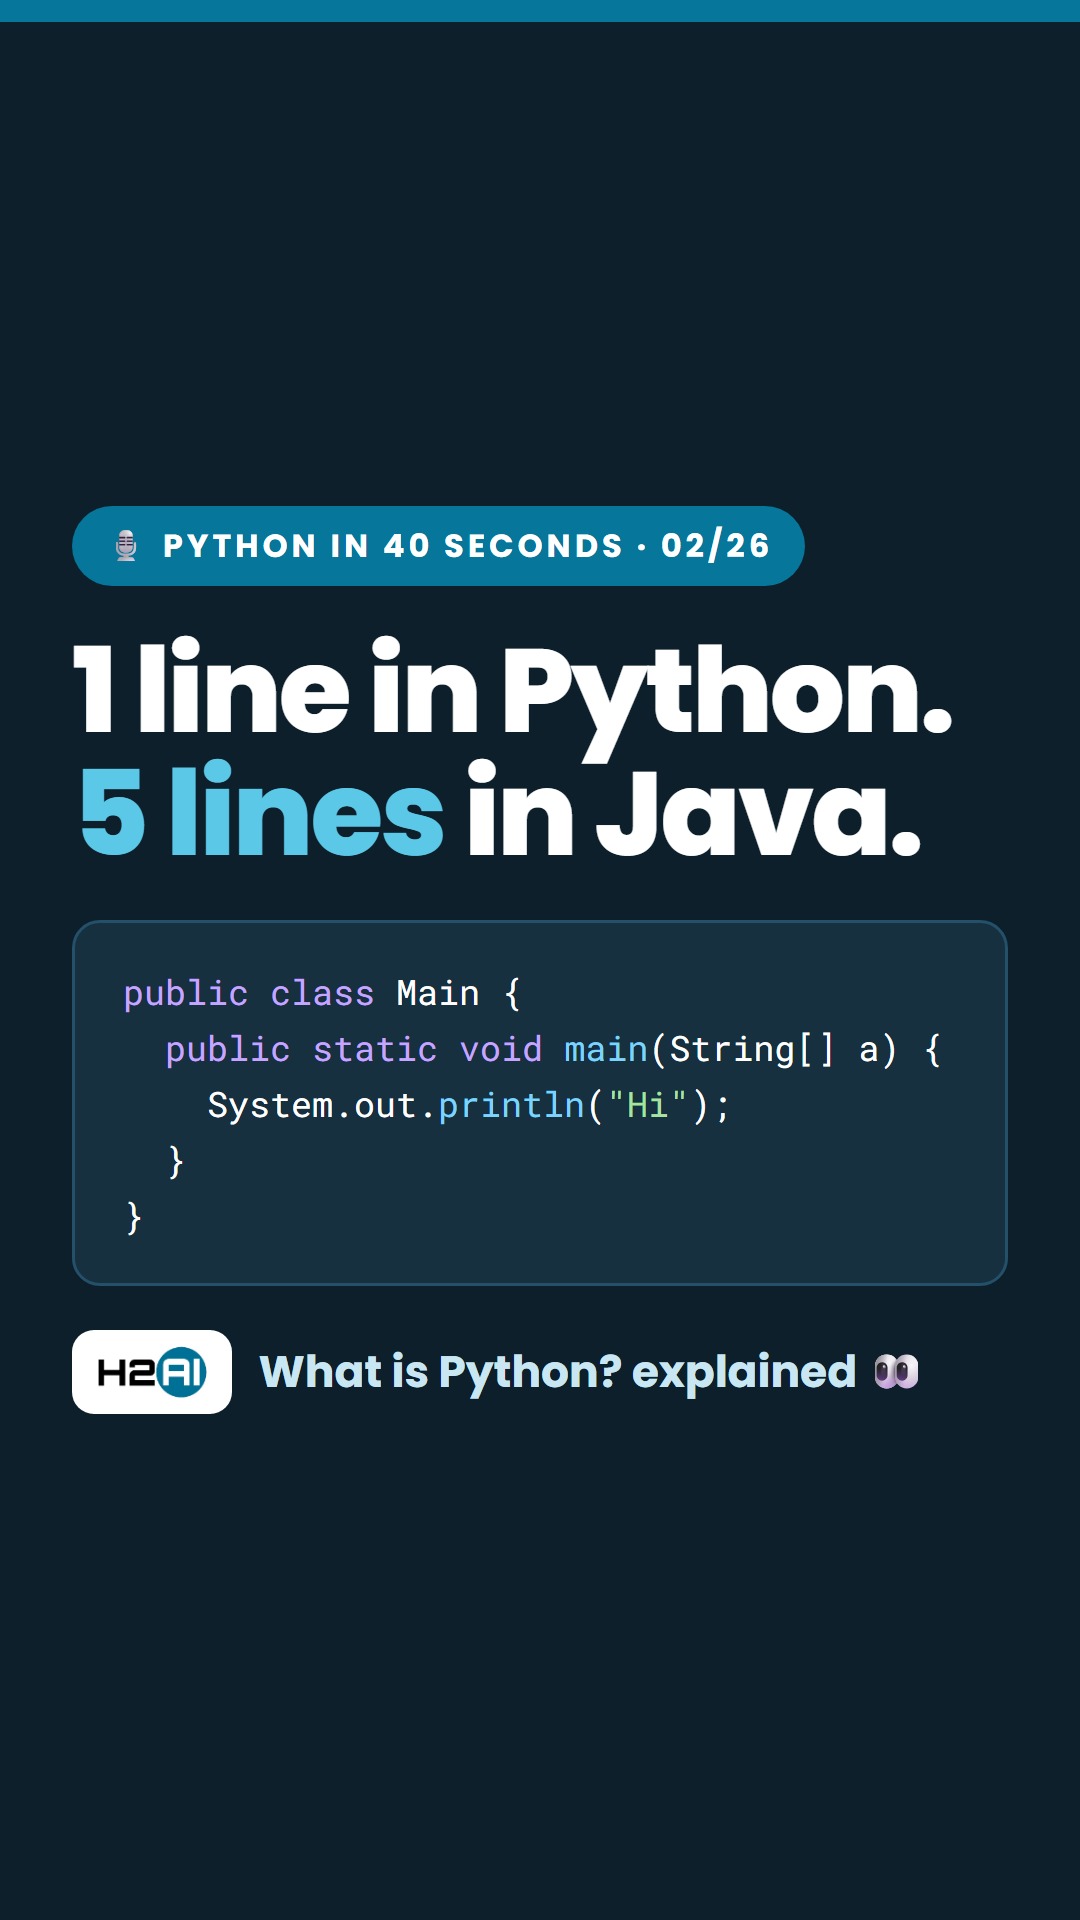 🎙️ PYTHON IN 40 SECONDS · 02/26
1 line in Python.
5 lines in Java.
public class Main {
  public static void main(String[] a) {
    System.out.println("Hi");
  }
}
H2AI
What is Python? explained 👀